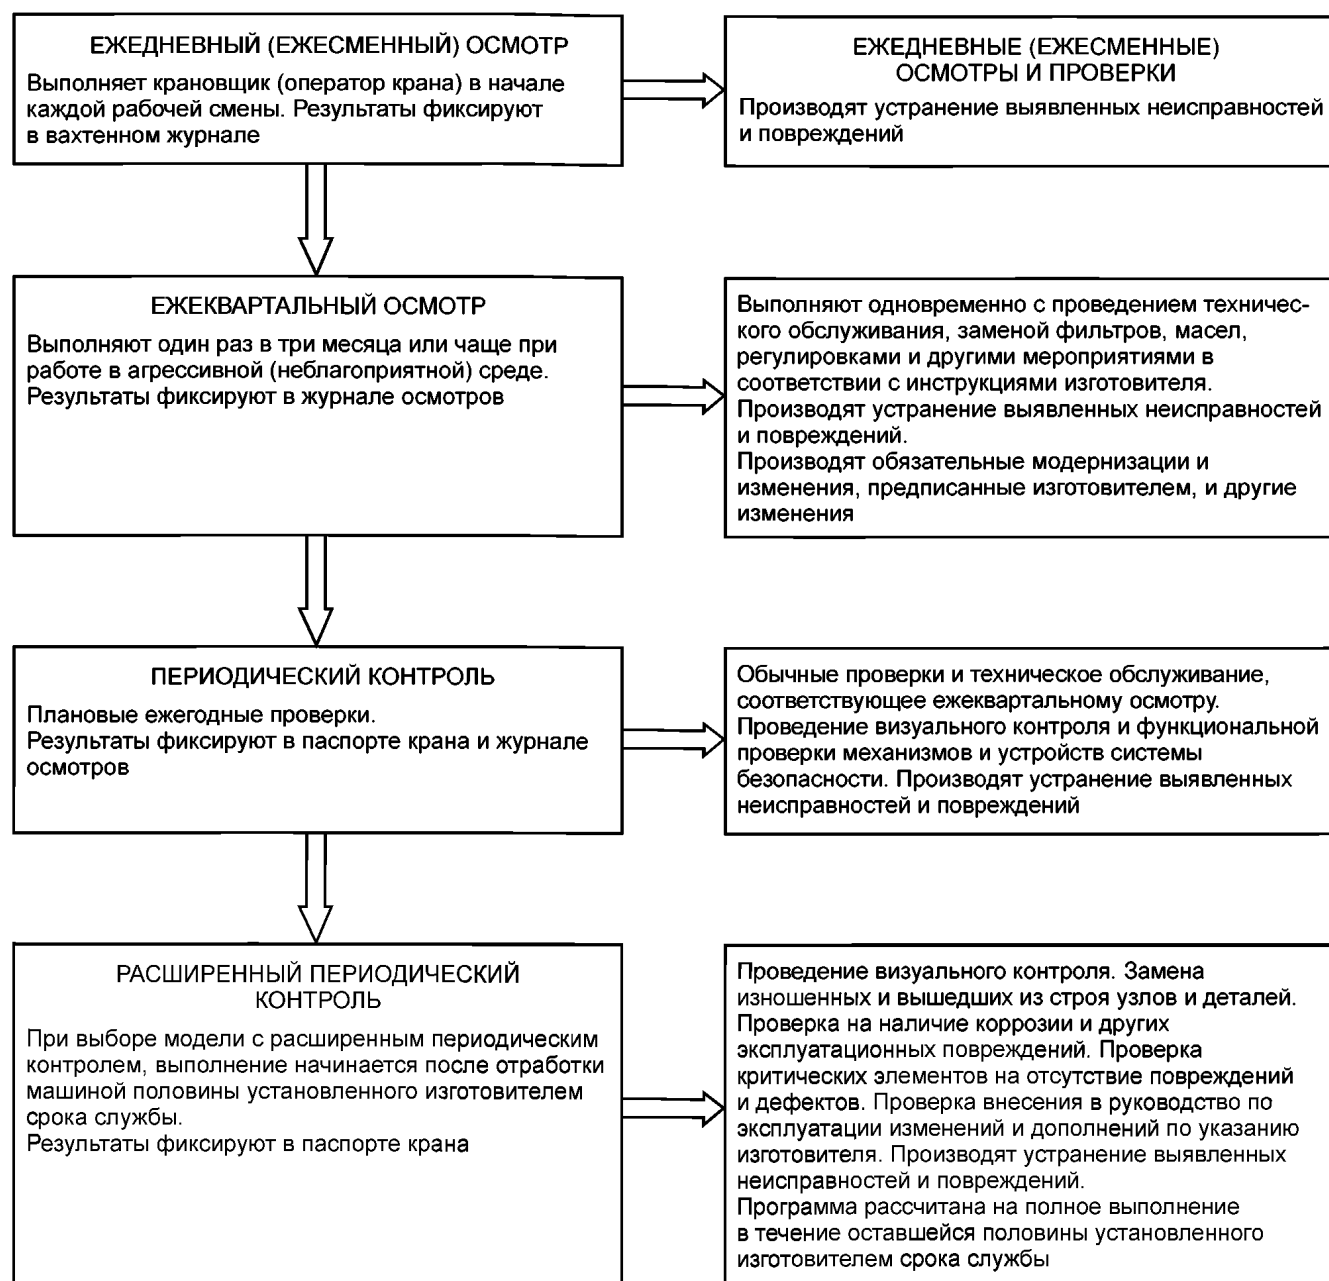 ЕЖЕДНЕВНЫЙ (ЕЖЕСМЕННЫЙ) ОСМОТР
Выполняет крановщик (оператор крана) в начале
каждой рабочей смены. Результаты фиксируют
в вахтенном журнале
ЕЖЕДНЕВНЫЕ (ЕЖЕСМЕННЫЕ)
ОСМОТРЫ И ПРОВЕРКИ
Производят устранение выявленных неисправностей
и повреждений
ЕЖЕКВАРТАЛЬНЫЙ ОСМОТР
Выполняют один раз в три месяца или чаще при
работе в агрессивной (неблагоприятной) среде.
Результаты фиксируют в журнале осмотров
Выполняют одновременно с проведением техничес-
кого обслуживания, заменой фильтров, масел,
регулировками и другими мероприятиями в
соответствии с инструкциями изготовителя.
Производят устранение выявленных неисправностей
и повреждений.
Производят обязательные модернизации и
изменения, предписанные изготовителем, и другие
изменения
ПЕРИОДИЧЕСКИЙ КОНТРОЛЬ
Плановые ежегодные проверки.
Результаты фиксируют в паспорте крана и журнале
осмотров
Обычные проверки и техническое обслуживание,
соответствующее ежеквартальному осмотру.
Проведение визуального контроля и функциональной
проверки механизмов и устройств системы
безопасности. Производят устранение выявленных
неисправностей и повреждений
РАСШИРЕННЫЙ ПЕРИОДИЧЕСКИЙ
КОНТРОЛЬ
При выборе модели с расширенным периодическим
контролем, выполнение начинается после отработки
машиной половины установленного изготовителем
срока службы.
Результаты фиксируют в паспорте крана
Проведение визуального контроля. Замена
изношенных и вышедших из строя узлов и деталей.
Проверка на наличие коррозии и других
эксплуатационных повреждений. Проверка
критических элементов на отсутствие повреждений
и дефектов. Проверка внесения в руководство по
эксплуатации изменений и дополнений по указанию
изготовителя. Производят устранение выявленных
неисправностей и повреждений.
Программа рассчитана на полное выполнение
в течение оставшейся половины установленного
изготовителем срока службы